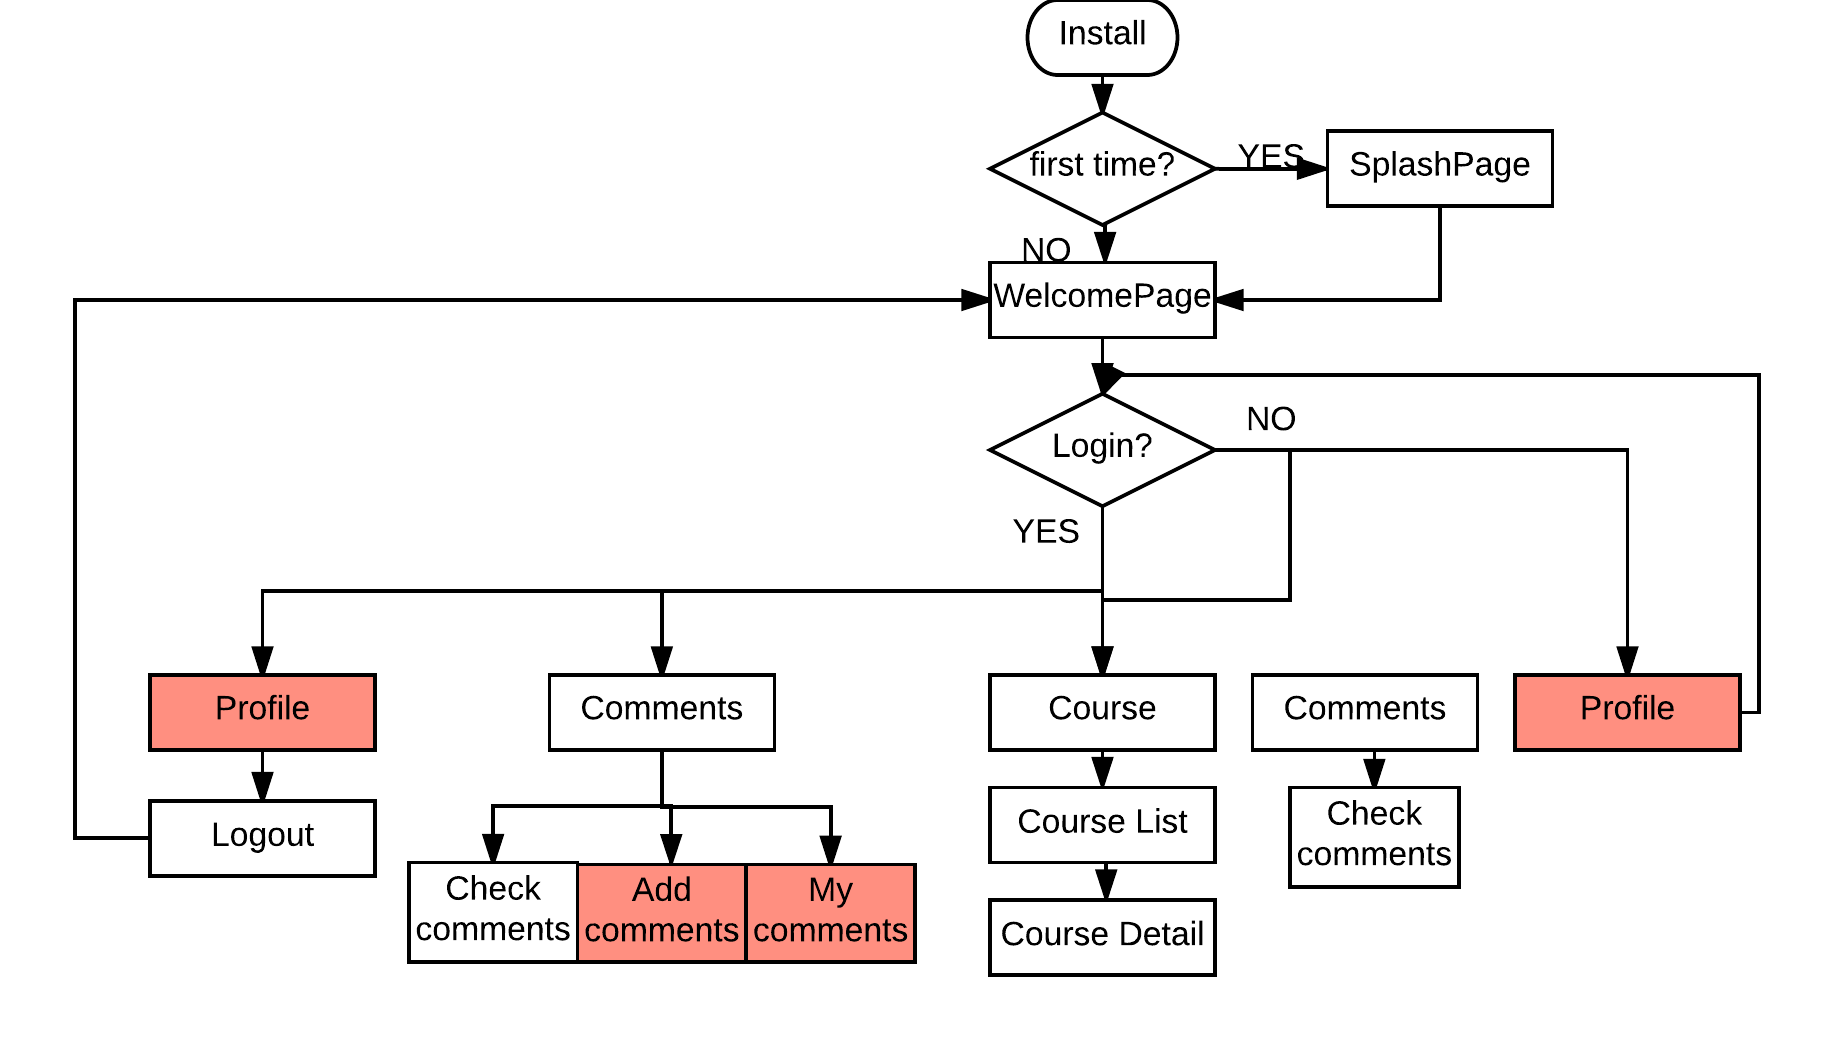 Install
first time?
YES
SplashPage
NO
WelcomePage
NO
Login?
YES
Profile
Comments
Course
Comments
Profile
Logout
Course List
Check
comments
Check
comments
Add
comments
My
comments
Course Detail